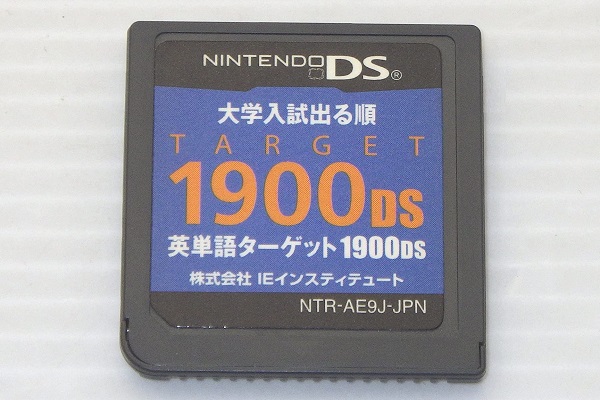 NINTENDO DS®
大学入試出る順
TARGET
1900DS
英単語ターゲット1900DS
株式会社 IEインスティテュート
NTR-AE9J-JPN